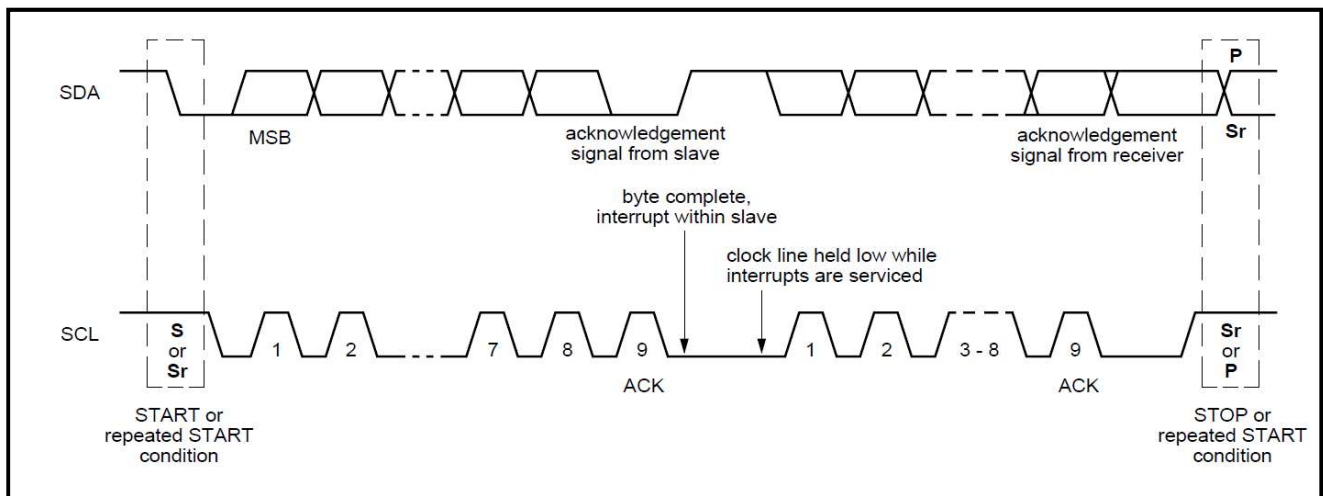 P
SDA
MSB
acknowledgement
signal from slave
acknowledgement
signal from receiver
Sr
byte complete,
interrupt within slave
clock line held low while
interrupts are serviced
SCL
S
or
Sr
1
2
7
8
9
1
2
3 - 8
9
Sr
or
P
ACK
ACK
START or
repeated START
condition
STOP or
repeated START
condition